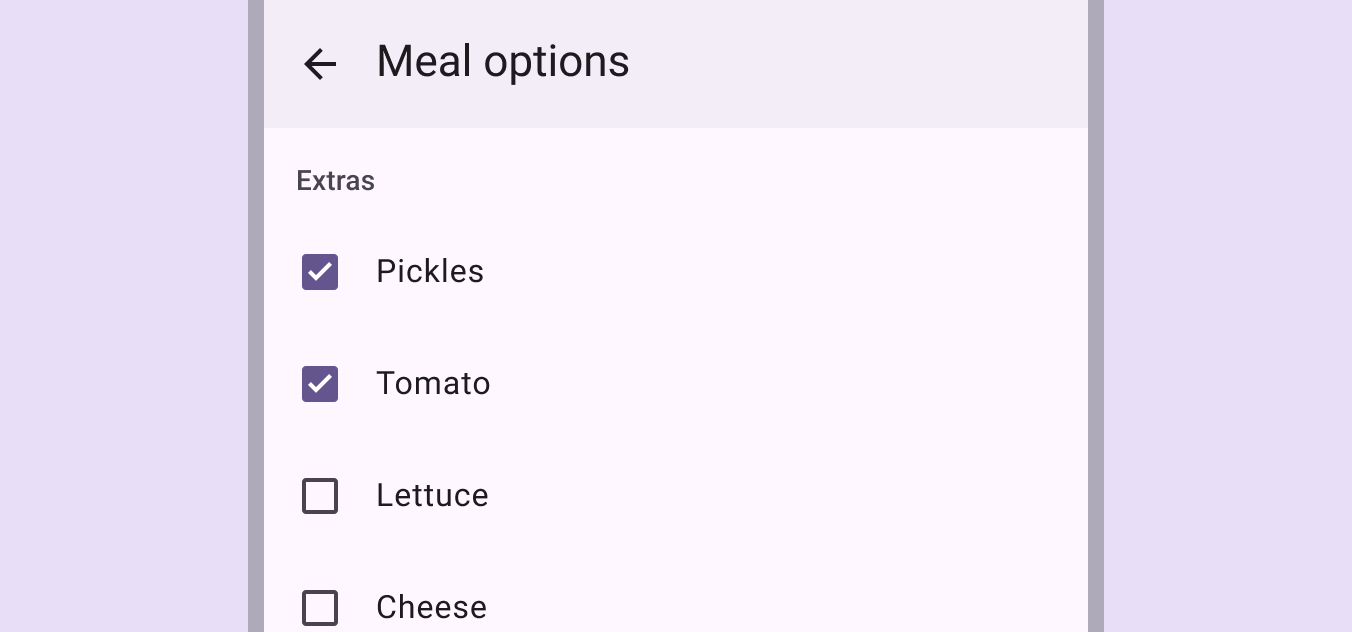 Meal options
Extras
Pickles
Tomato
Lettuce
Cheese